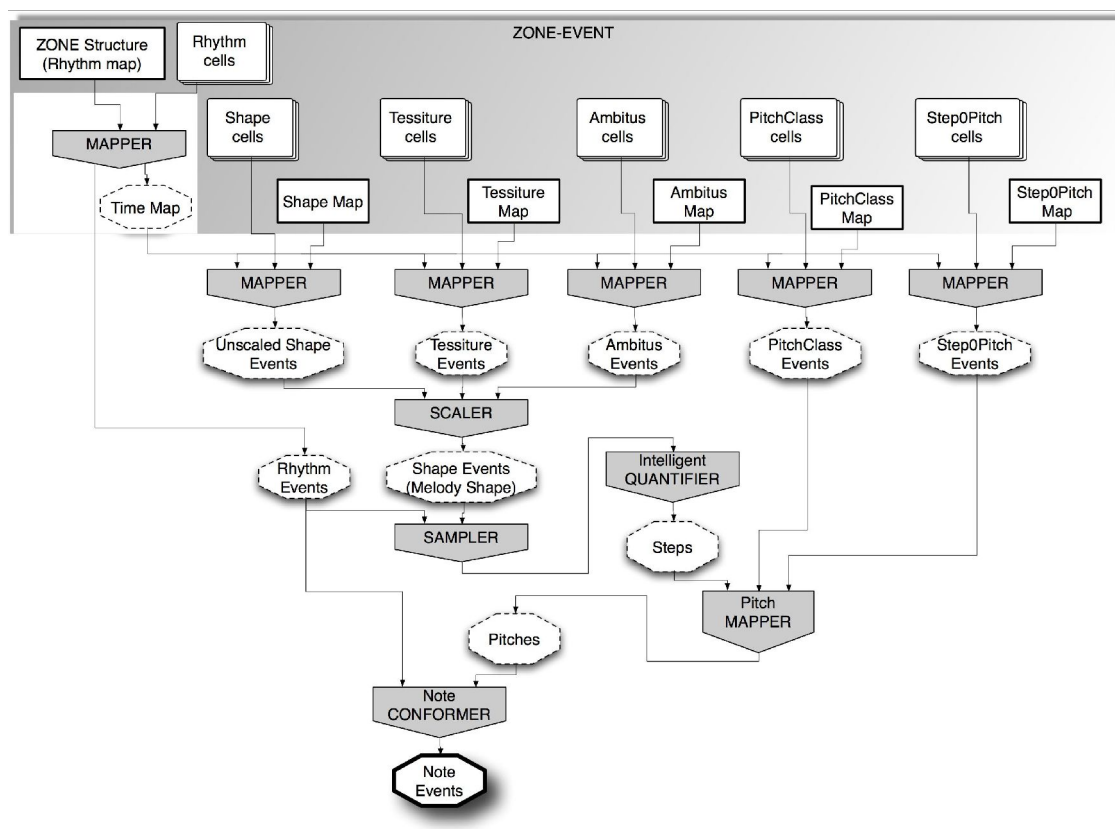 ZONE-EVENT
ZONE Structure
(Rhythm map)
Rhythm
cells
Shape
cells
Tessiture
cells
Ambitus
cells
PitchClass
cells
Step0Pitch
cells
MAPPER
Time Map
Shape Map
Tessiture
Map
Ambitus
Map
PitchClass
Map
Step0Pitch
Map
MAPPER
MAPPER
MAPPER
MAPPER
MAPPER
Unscaled Shape
Events
Tessiture
Events
Ambitus
Events
PitchClass
Events
Step0Pitch
Events
SCALER
Rhythm
Events
Shape Events
(Melody Shape)
Intelligent
QUANTIFIER
SAMPLER
Steps
Pitch
MAPPER
Pitches
Note
CONFORMER
Note
Events